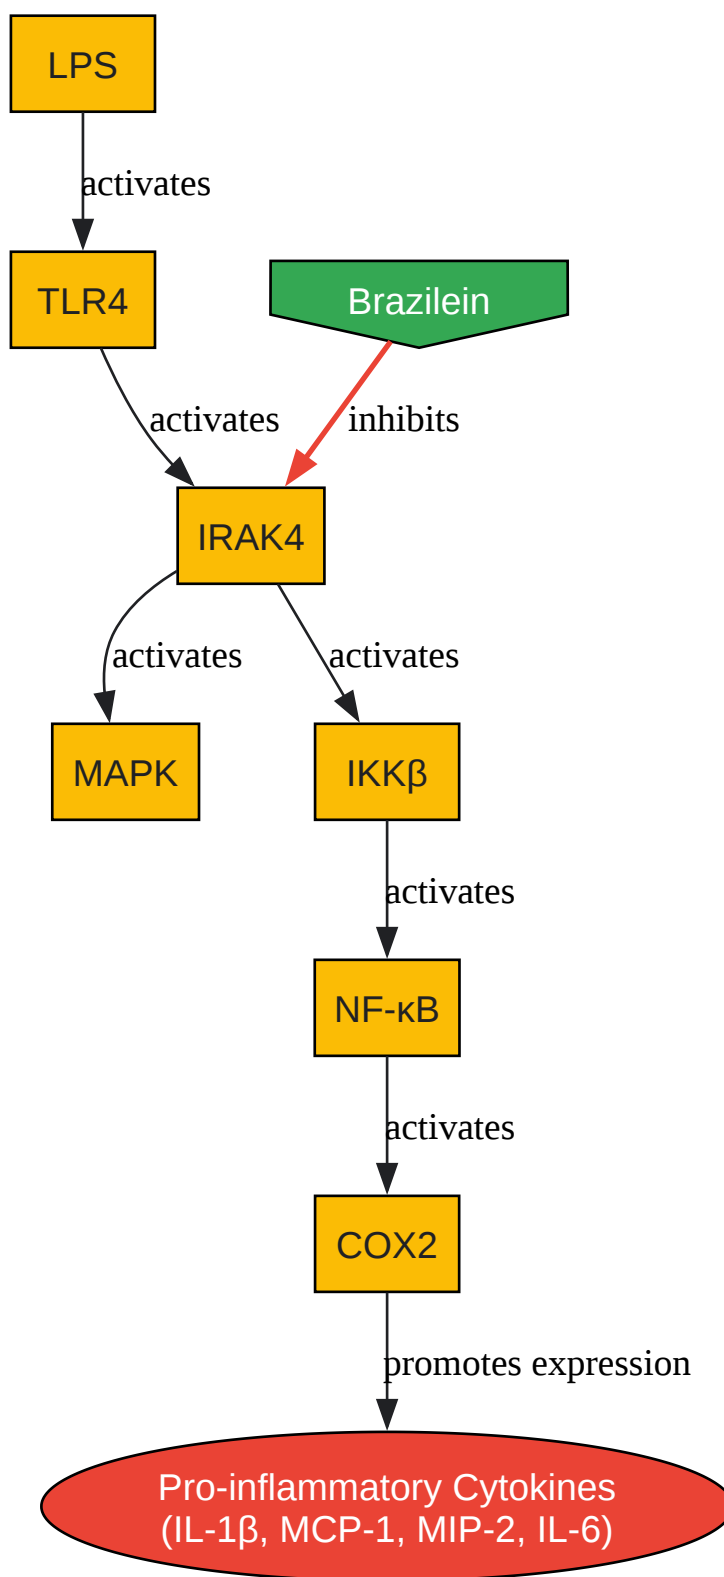 LPS
activates
TLR4
Brazilein
activates
inhibits
IRAK4
activates
activates
MAPK
IKKβ
activates
NF-κB
activates
COX2
promotes expression
Pro-inflammatory Cytokines
(IL-1β, MCP-1, MIP-2, IL-6)